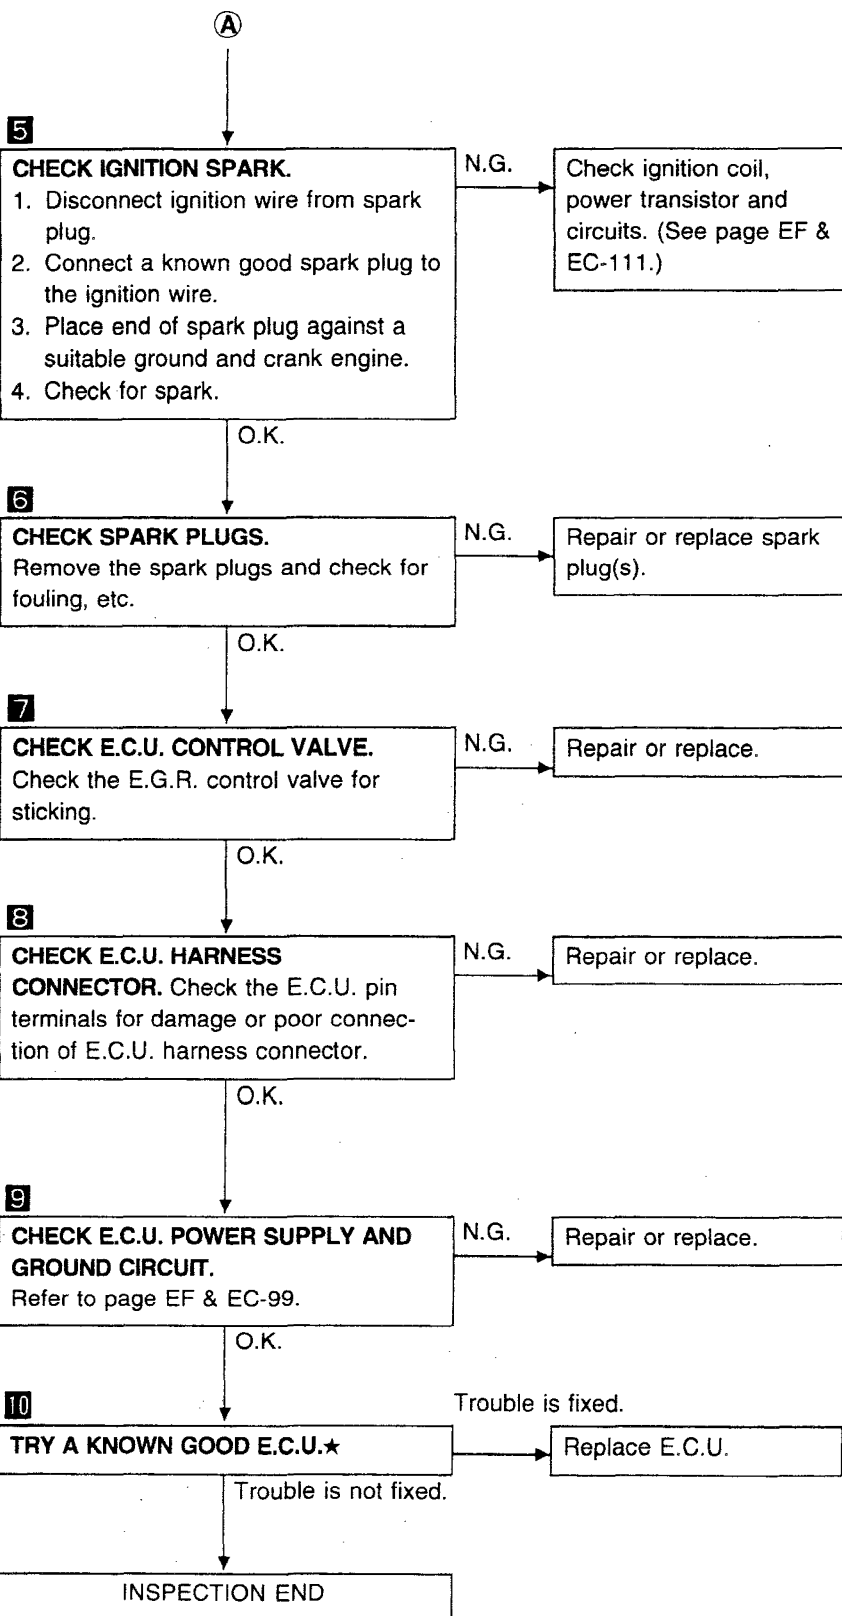 A
5
CHECK IGNITION SPARK.
1. Disconnect ignition wire from spark
plug.
2. Connect a known good spark plug to
the ignition wire.
3. Place end of spark plug against a
suitable ground and crank engine.
4. Check for spark.
N.G.
Check ignition coil,
power transistor and
circuits. (See page EF &
EC-111.)
O.K.
6
CHECK SPARK PLUGS.
Remove the spark plugs and check for
fouling, etc.
N.G.
Repair or replace spark
plug(s).
O.K.
7
CHECK E.C.U. CONTROL VALVE.
Check the E.G.R. control valve for
sticking.
N.G.
Repair or replace.
O.K.
8
CHECK E.C.U. HARNESS
CONNECTOR. Check the E.C.U. pin
terminals for damage or poor connec-
tion of E.C.U. harness connector.
N.G.
Repair or replace.
O.K.
9
CHECK E.C.U. POWER SUPPLY AND
GROUND CIRCUIT.
Refer to page EF & EC-99.
N.G.
Repair or replace.
O.K.
10
TRY A KNOWN GOOD E.C.U.★
Trouble is fixed.
Replace E.C.U.
Trouble is not fixed.
INSPECTION END